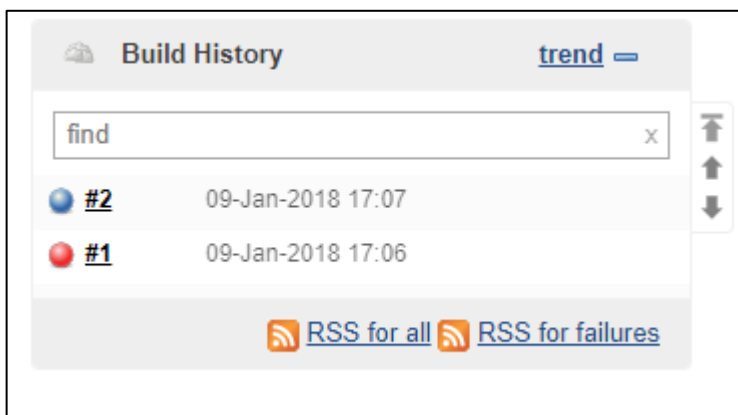 Build History trend
find x
#2 09-Jan-2018 17:07
#1 09-Jan-2018 17:06
RSS for all RSS for failures